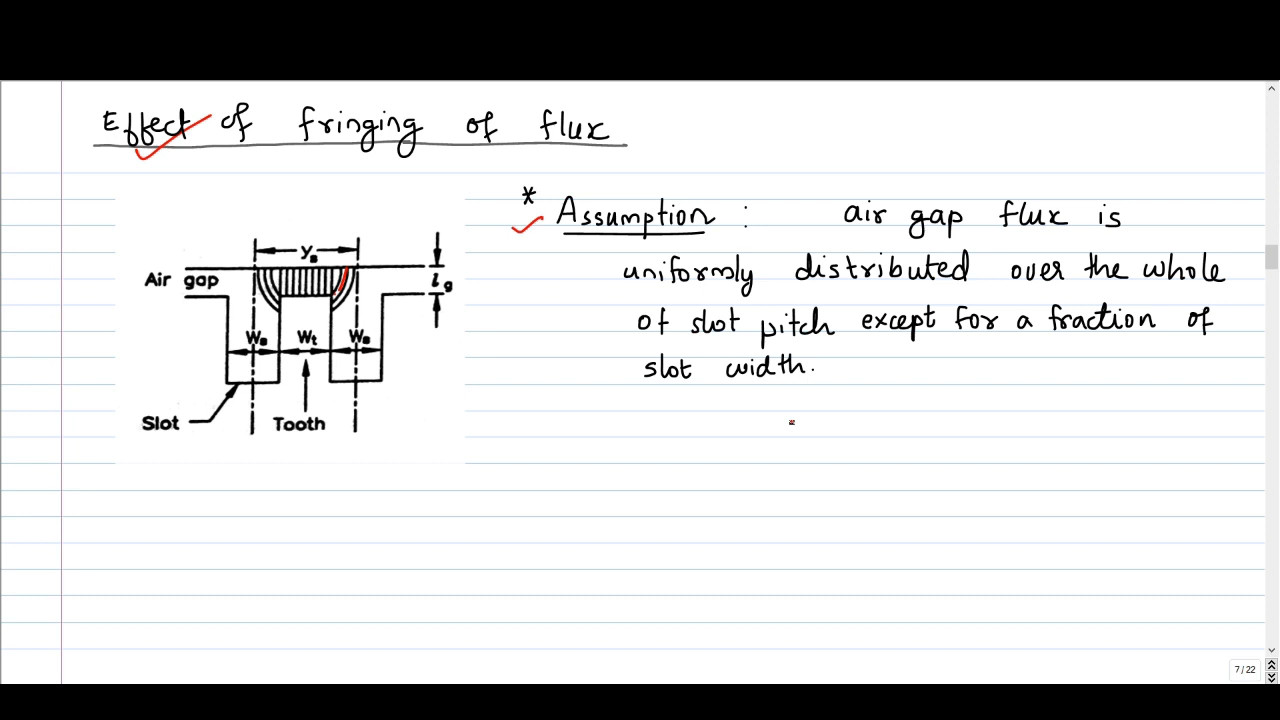 Effect of fringing of flux
* Assumption : air gap flux is
uniformly distributed over the whole
of slot pitch except for a fraction of
slot width.
ys
Air gap
lg
Ws Wt Ws
Slot
Tooth
7 / 22